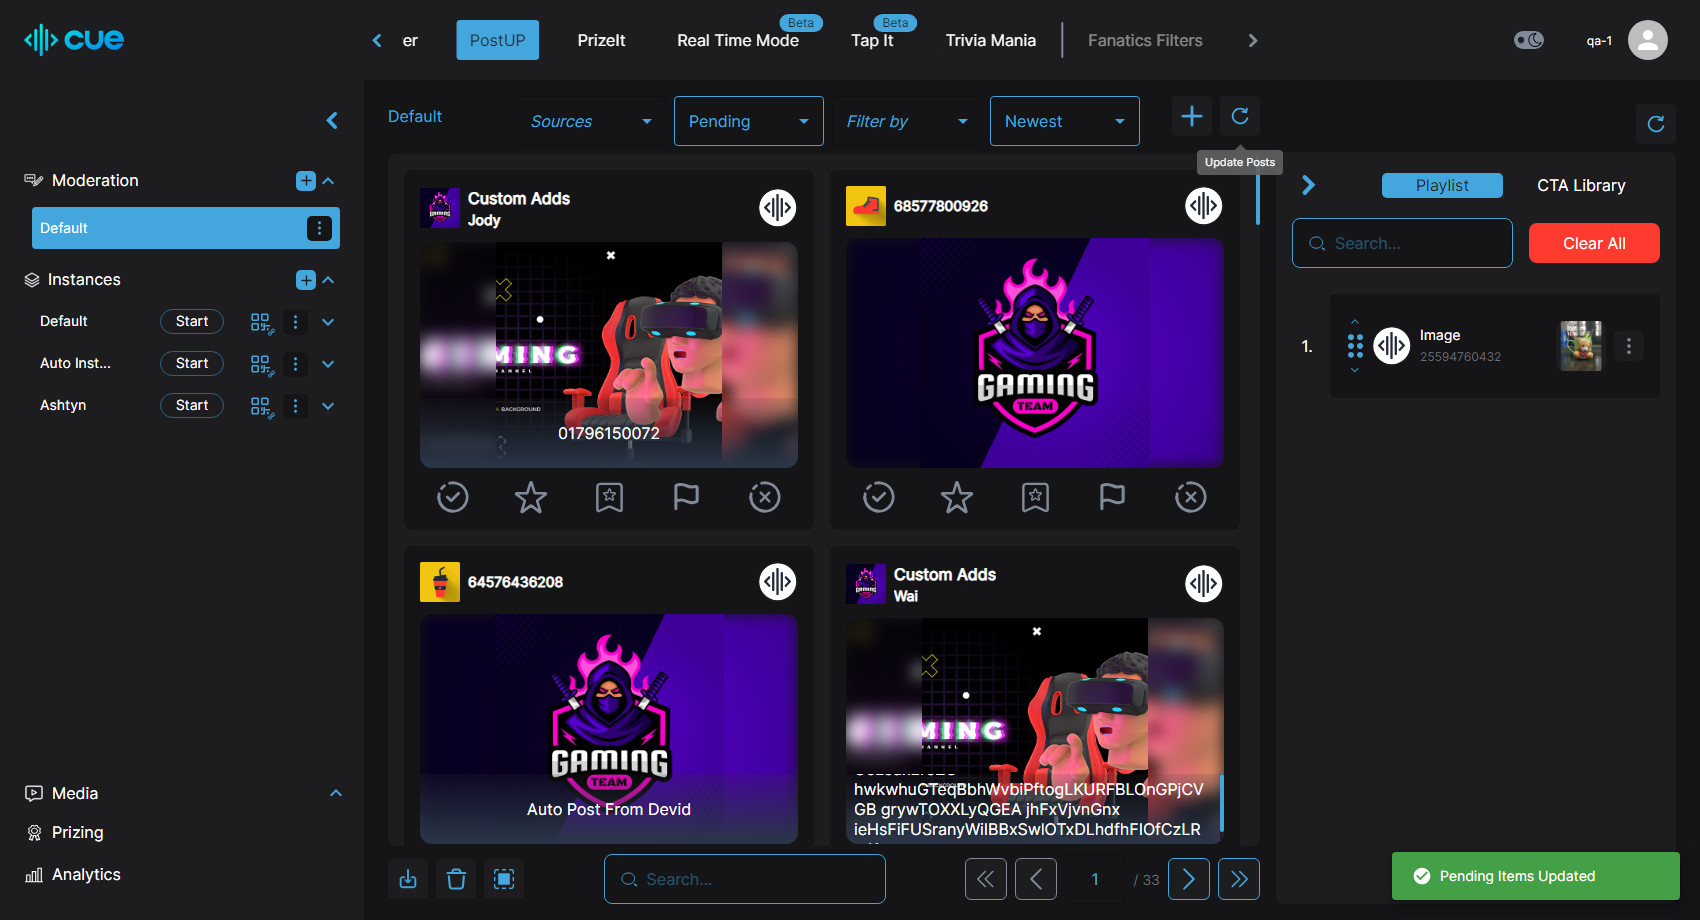 cue
er
PostUP
PrizeIt
Real Time Mode
Beta
Tap It
Beta
Trivia Mania
Fanatics Filters
qa-1
Default
Sources
Pending
Filter by
Newest
Update Posts
Moderation
Default
Instances
Default
Start
Auto Inst...
Start
Ashtyn
Start
Media
Prizing
Analytics
Custom Adds
Jody
MING
BACKGROUND
01796150072
68577800926
GAMING
TEAM
64576436208
GAMING
TEAM
Auto Post From Devid
Custom Adds
Wai
MING
hwkwhuGTeqBbhWvbiPftogLKURFBLOnGPjCV
GB grywTOXXLyQGEA jhFxVjvnGnx
ieHsFiFUSranyWilBBxSwlOTxDLhdfhFIOfCzLR
Search...
1
/ 33
Playlist
CTA Library
Search...
Clear All
1.
Image
25594760432
Pending Items Updated